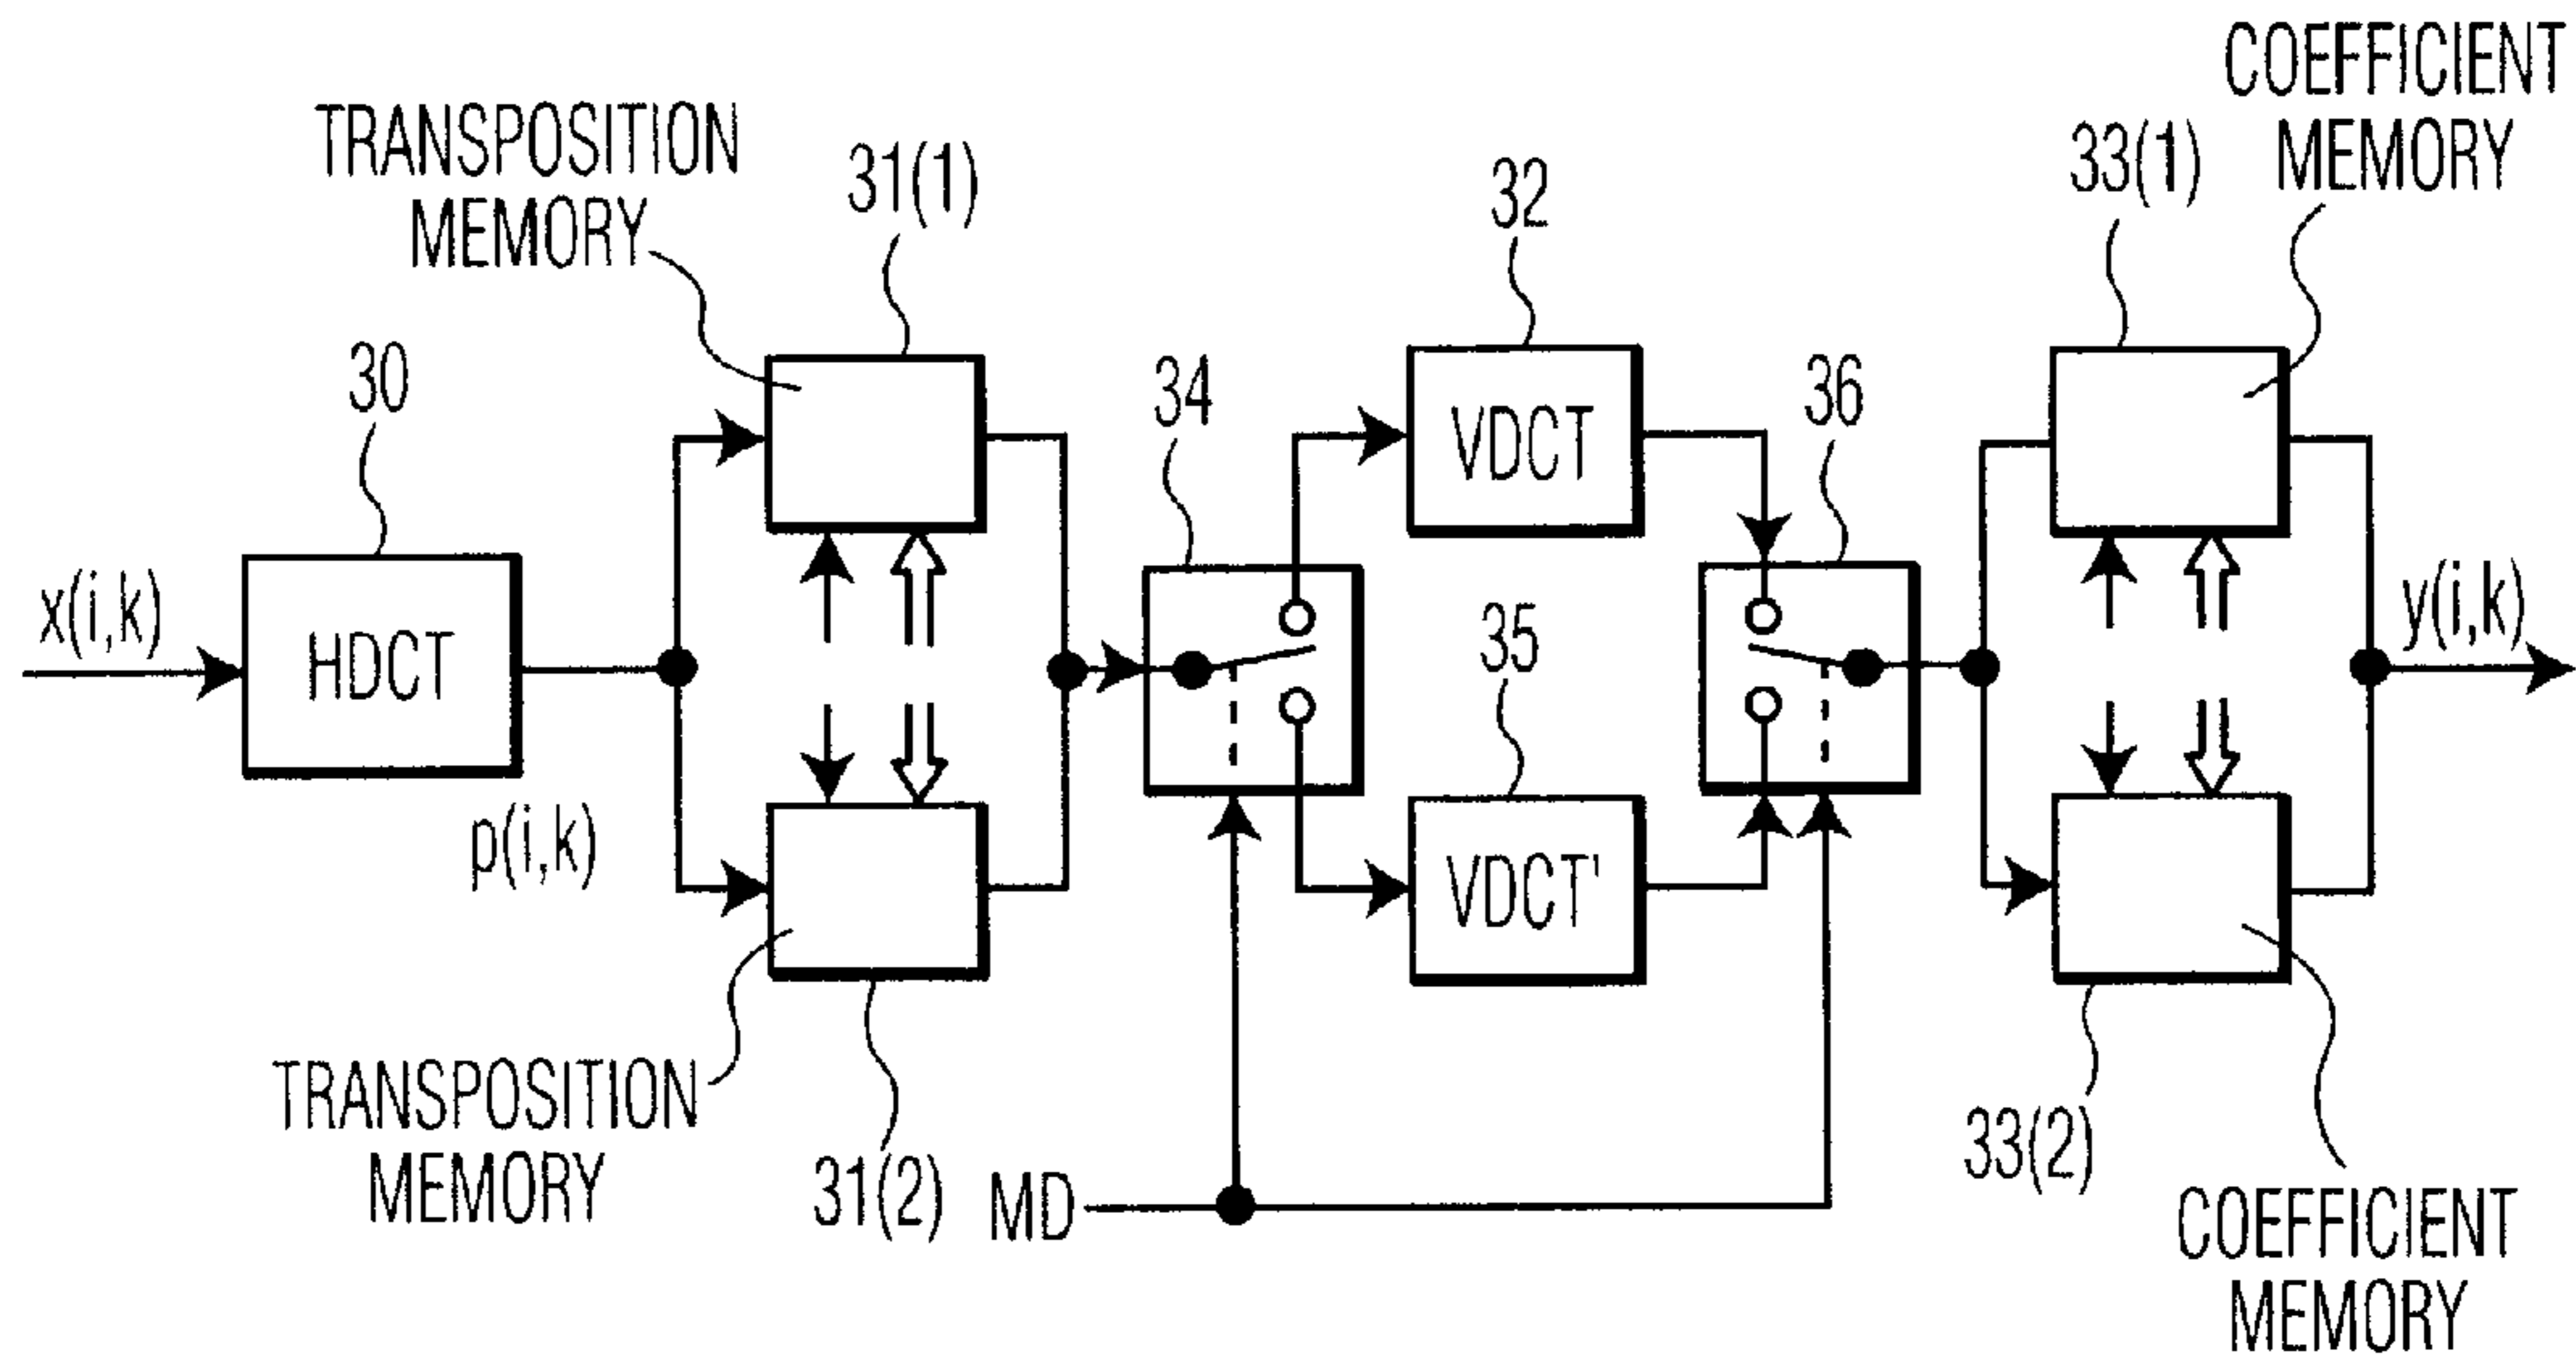 COEFFICIENT
MEMORY
33(1)
TRANSPOSITION
MEMORY
31(1)
32
30
34
36
VDCT
x(i,k)
HDCT
y(i,k)
35
p(i,k)
VDCT'
TRANSPOSITION
MEMORY
31(2)
MD
33(2)
COEFFICIENT
MEMORY